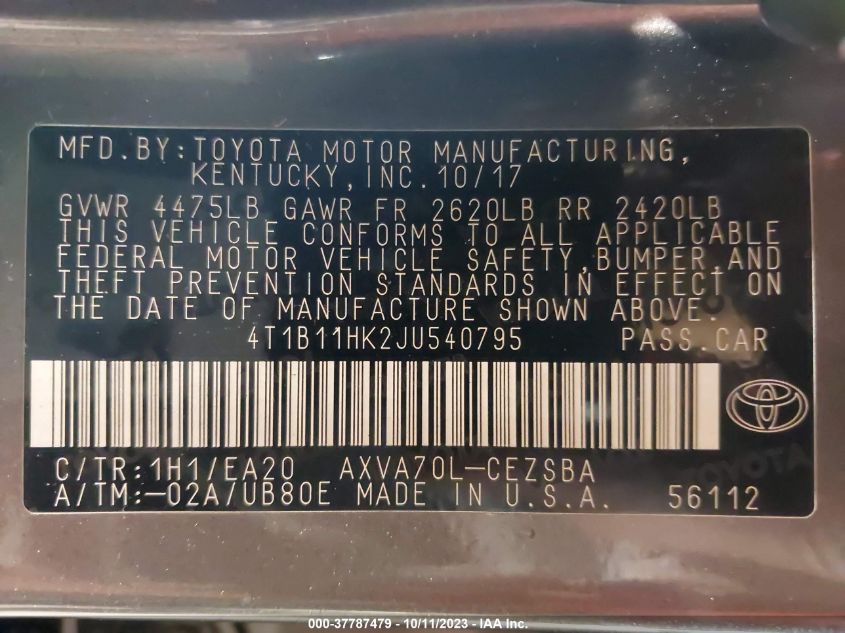 MFD.BY:TOYOTA MOTOR MANUFACTURING,
KENTUCKY,INC.10/17
GVWR 4475LB GAWR FR 2620LB RR 2420LB
THIS VEHICLE CONFORMS TO ALL APPLICABLE
FEDERAL MOTOR VEHICLE SAFETY,BUMPER,AND
THEFT PREVENTION STANDARDS IN EFFECT ON
THE DATE OF MANUFACTURE SHOWN ABOVE.
4T1B11HK2JU540795 PASS.CAR
C/TR:1H1/EA20 AXVA70L-CEZSBA
TOYOTA
A/TM:-02A/UB80E MADE IN U.S.A. 56112
000-37787479 - 10/11/2023 - IAA Inc.